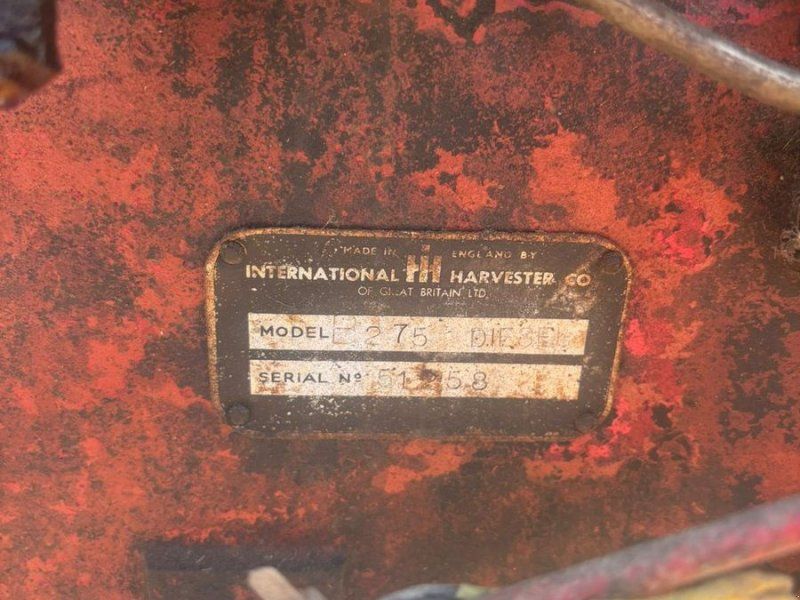 MADE IN ENGLAND BY
INTERNATIONAL IH HARVESTER CO
OF GREAT BRITAIN LTD.
MODEL 275 DIESEL
SERIAL Nº